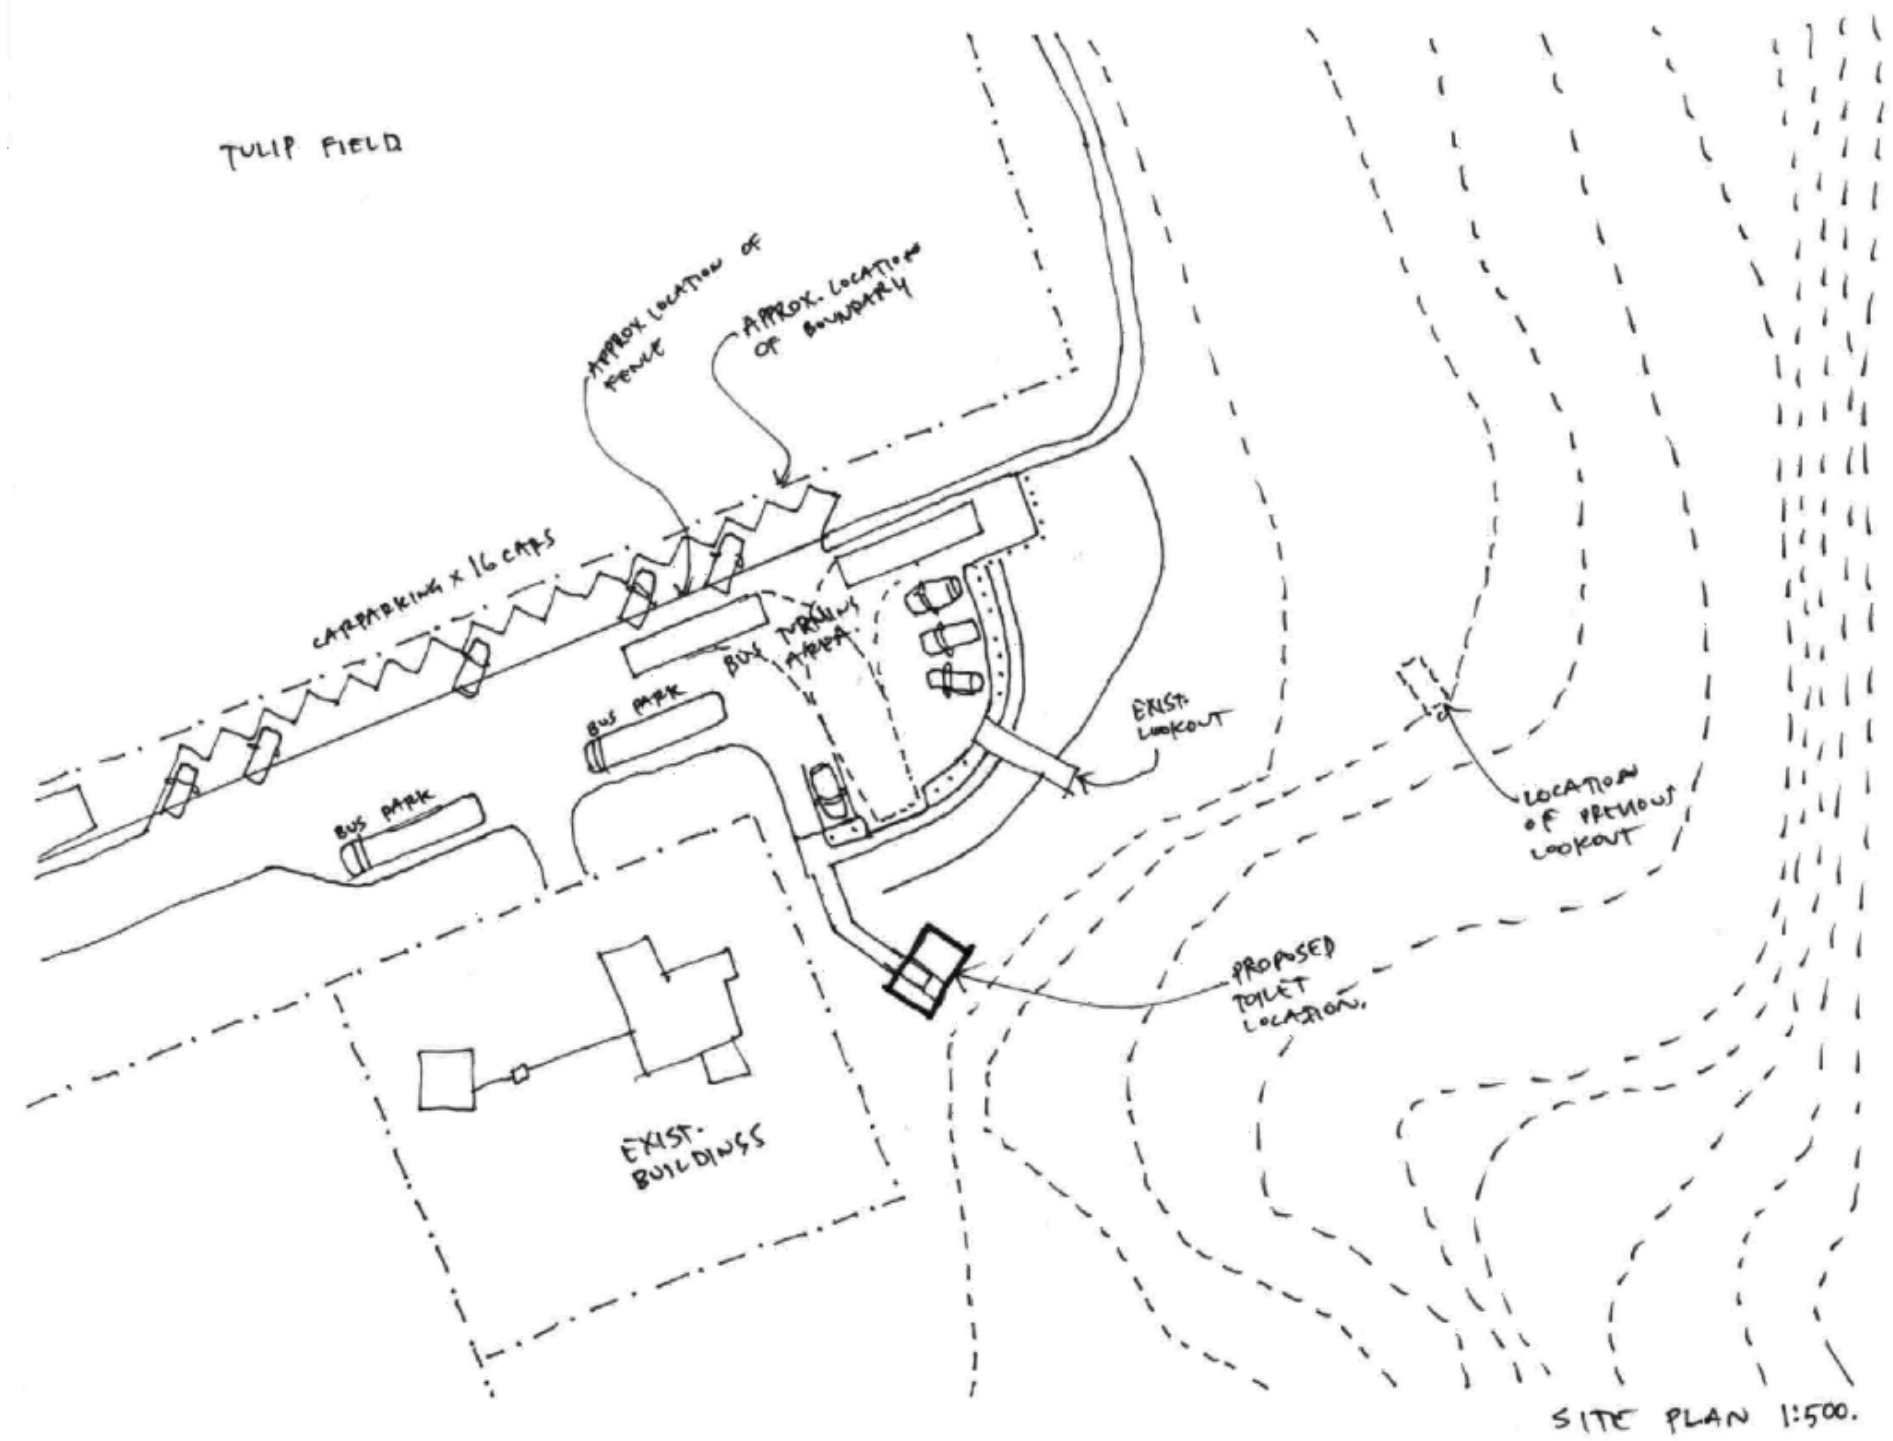 TULIP FIELD
APPROX LOCATION OF
FENCE
APPROX. LOCATION
OF BOUNDARY
CARPARKING x 16 CARS
BUS TURNING
AREA.
BUS PARK
BUS PARK
EXIST.
LOOKOUT
LOCATION
OF PREVIOUS
LOOKOUT
PROPOSED
TOILET
LOCATION.
EXIST.
BUILDINGS
SITE PLAN 1:500.